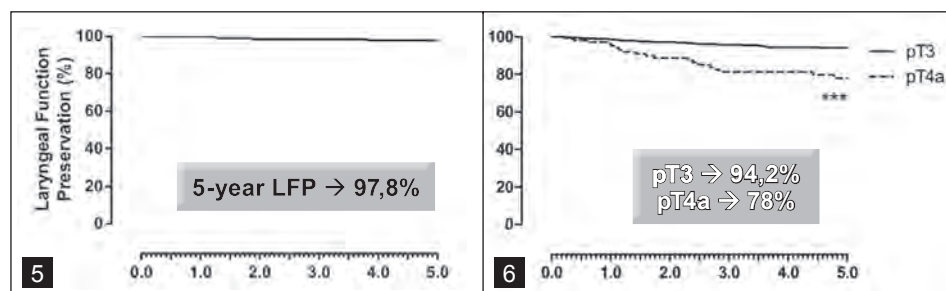 100
80
60
40
20
0
Laryngeal Function
Preservation (%)
5-year LFP → 97,8%
0.0 1.0 2.0 3.0 4.0 5.0
5
100
80
60
40
20
0
pT3
pT4a
***
pT3 → 94,2%
pT4a → 78%
0.0 1.0 2.0 3.0 4.0 5.0
6